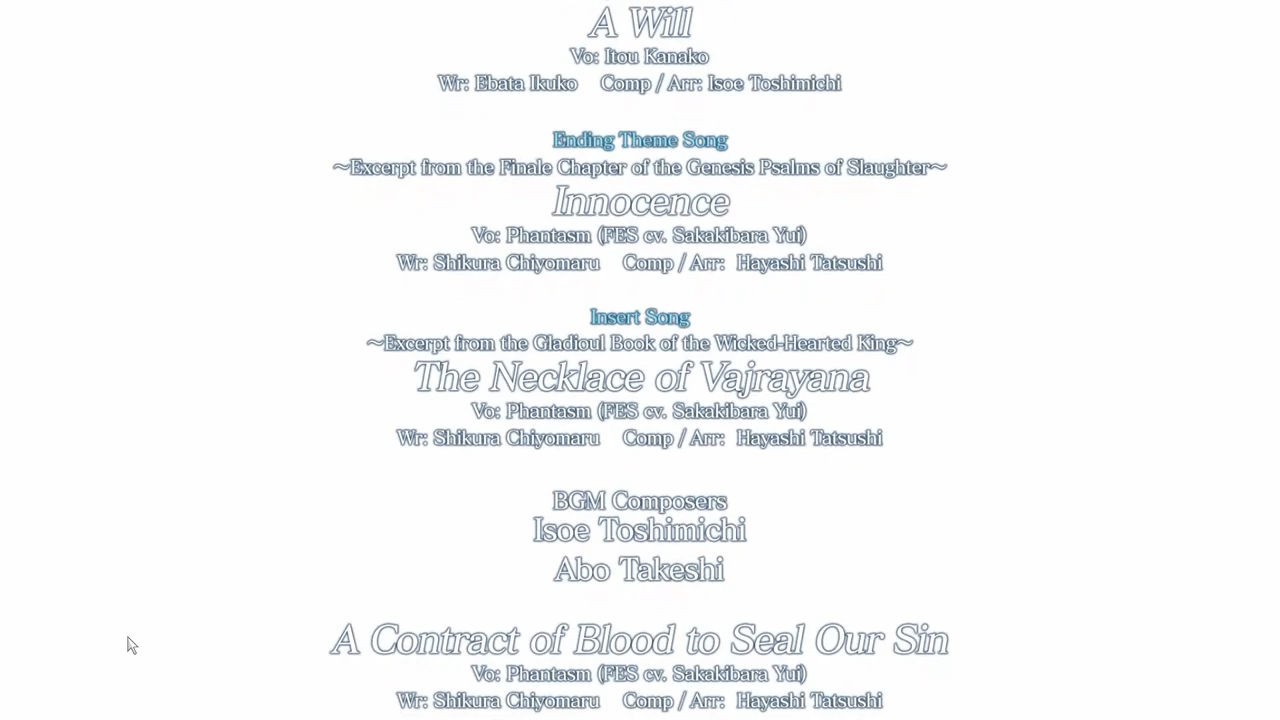 A Will
Vo: Itou Kanako
Wr: Ebata Ikuko Comp / Arr: Isoe Toshimichi
Ending Theme Song
～Excerpt from the Finale Chapter of the Genesis Psalms of Slaughter～
Innocence
Vo: Phantasm (FES cv. Sakakibara Yui)
Wr: Shikura Chiyomaru Comp / Arr: Hayashi Tatsushi
Insert Song
～Excerpt from the Gladioul Book of the Wicked-Hearted King～
The Necklace of Vajrayana
Vo: Phantasm (FES cv. Sakakibara Yui)
Wr: Shikura Chiyomaru Comp / Arr: Hayashi Tatsushi
BGM Composers
Isoe Toshimichi
Abo Takeshi
A Contract of Blood to Seal Our Sin
Vo: Phantasm (FES cv. Sakakibara Yui)
Wr: Shikura Chiyomaru Comp / Arr: Hayashi Tatsushi